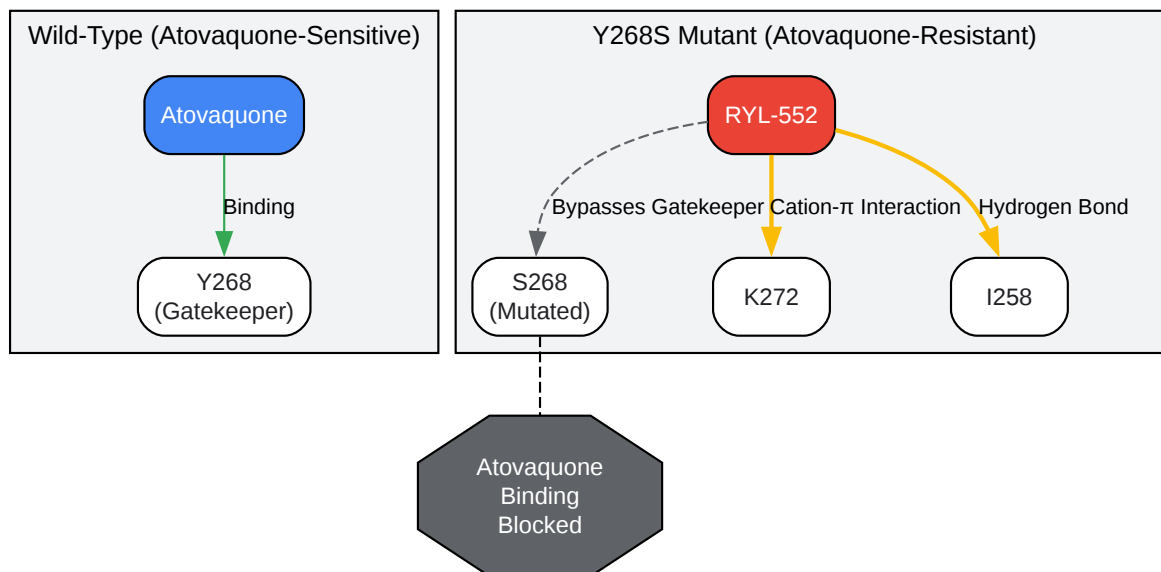 Wild-Type (Atovaquone-Sensitive)
Atovaquone
Binding
Y268
(Gatekeeper)
Y268S Mutant (Atovaquone-Resistant)
RYL-552
Bypasses Gatekeeper
Cation-π Interaction
Hydrogen Bond
S268
(Mutated)
K272
I258
Atovaquone
Binding
Blocked